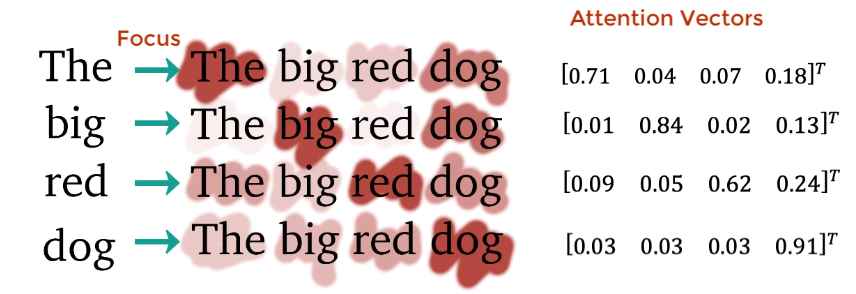 Attention Vectors
Focus
The → The big red dog [0.71 0.04 0.07 0.18]ᵀ
big → The big red dog [0.01 0.84 0.02 0.13]ᵀ
red → The big red dog [0.09 0.05 0.62 0.24]ᵀ
dog → The big red dog [0.03 0.03 0.03 0.91]ᵀ